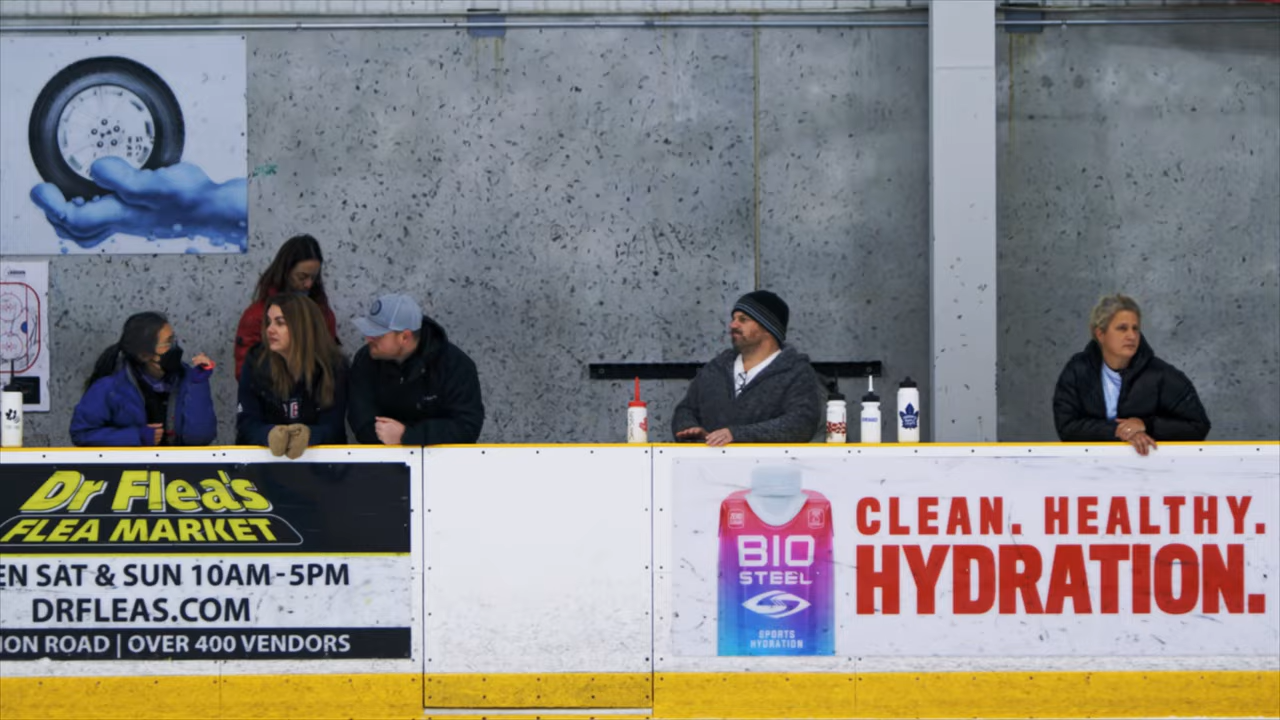 Dr Flea's
FLEA MARKET
EN SAT & SUN 10AM-5PM
DRFLEAS.COM
ION ROAD | OVER 400 VENDORS
BIO
STEEL
SPORTS
HYDRATION
CLEAN. HEALTHY.
HYDRATION.